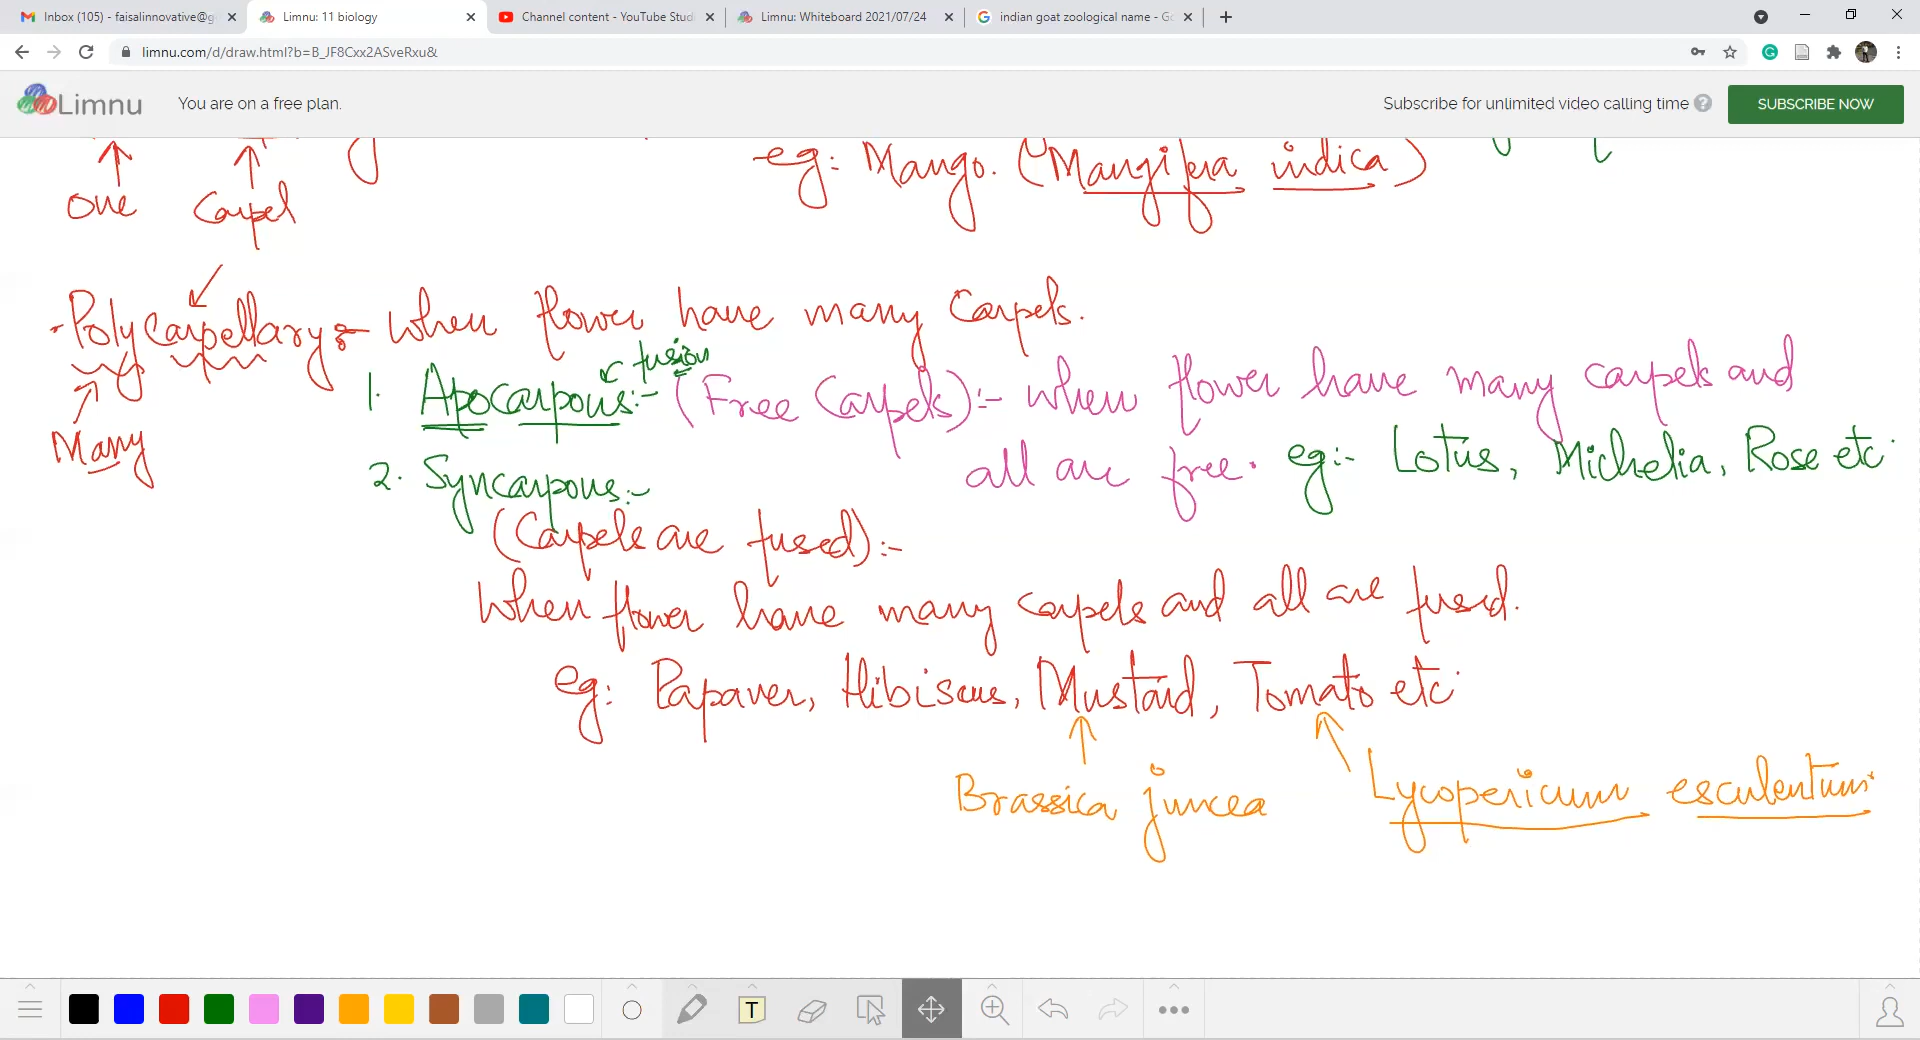 Inbox (105) - faisalinnovative@g
Limnu: 11 biology
Channel content - YouTube Stud
Limnu: Whiteboard 2021/07/24
indian goat zoological name - Go
limnu.com/d/draw.html?b=B_JF8Cxx2ASveRxu&
Limnu
You are on a free plan.
Subscribe for unlimited video calling time ?
SUBSCRIBE NOW
eg: Mango. (Mangifera indica)
One Carpel
Polycarpellary:- When flower have many Carpels.
fusion
1. Apocarpous:- (Free Carpels):- when flower have many carpels and
Many
all are free. eg:- Lotus, Michelia, Rose etc
2. Syncarpous:-
(Carpels are fused):-
When flower have many carpels and all are fused.
eg: Papaver, Hibiscus, Mustard, Tomato etc
Brassica juncea
Lycopericum esculentum
T